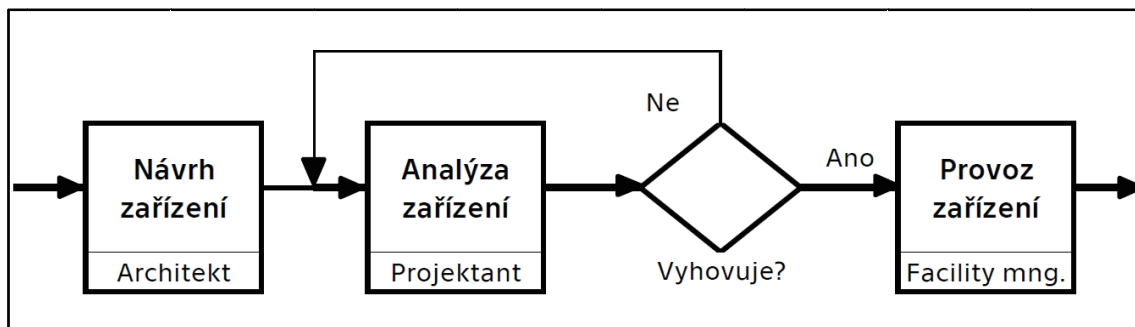 Návrh
zařízení
Architekt
Analýza
zařízení
Projektant
Ne
Vyhovuje?
Ano
Provoz
zařízení
Facility mng.